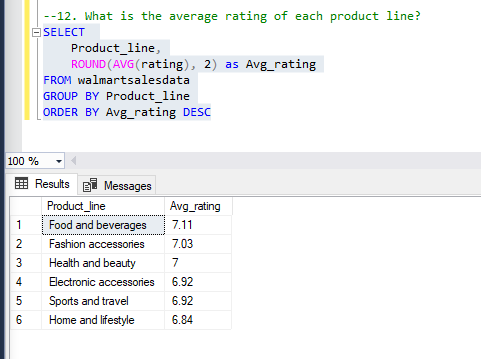 --12. What is the average rating of each product line?
SELECT
Product_line,
ROUND(AVG(rating), 2) as Avg_rating
FROM walmartsalesdata
GROUP BY Product_line
ORDER BY Avg_rating DESC
100 %
Results Messages
Product_line Avg_rating
1 Food and beverages 7.11
2 Fashion accessories 7.03
3 Health and beauty 7
4 Electronic accessories 6.92
5 Sports and travel 6.92
6 Home and lifestyle 6.84